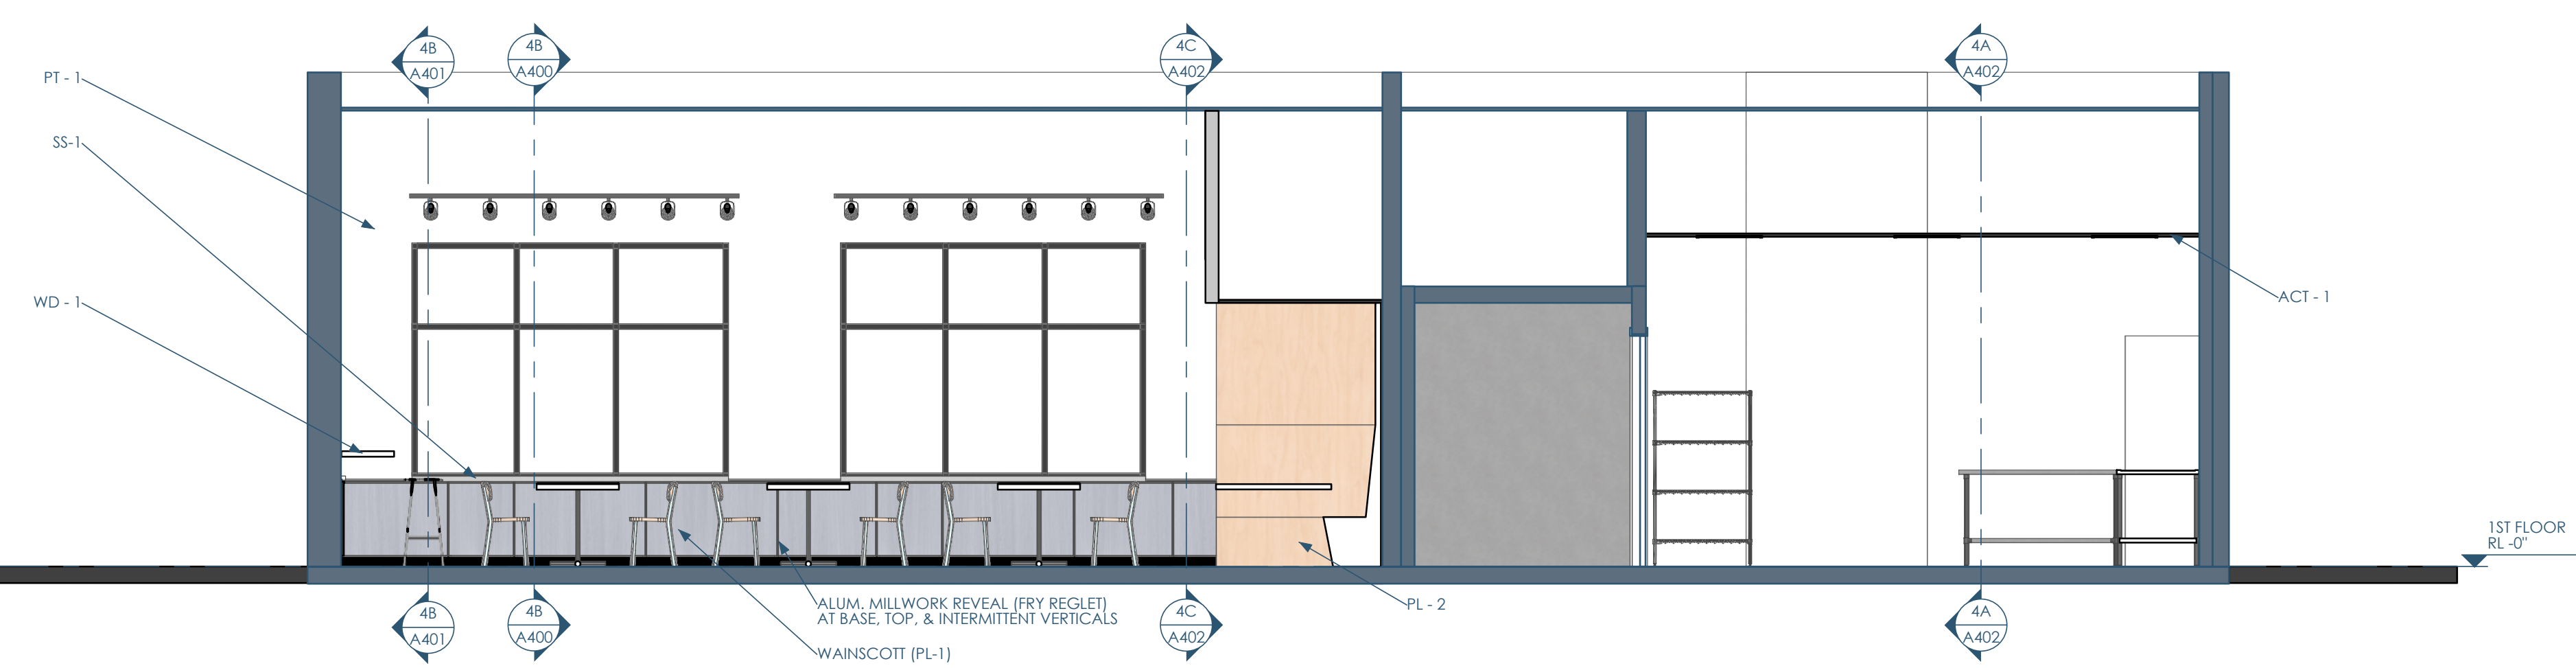 4B
A401
4B
A400
4C
A402
4A
A402
PT - 1
SS-1
WD - 1
ACT - 1
1ST FLOOR
RL -0"
ALUM. MILLWORK REVEAL (FRY REGLET)
AT BASE, TOP, & INTERMITTENT VERTICALS
WAINSCOTT (PL-1)
PL - 2
4B
A401
4B
A400
4C
A402
4A
A402